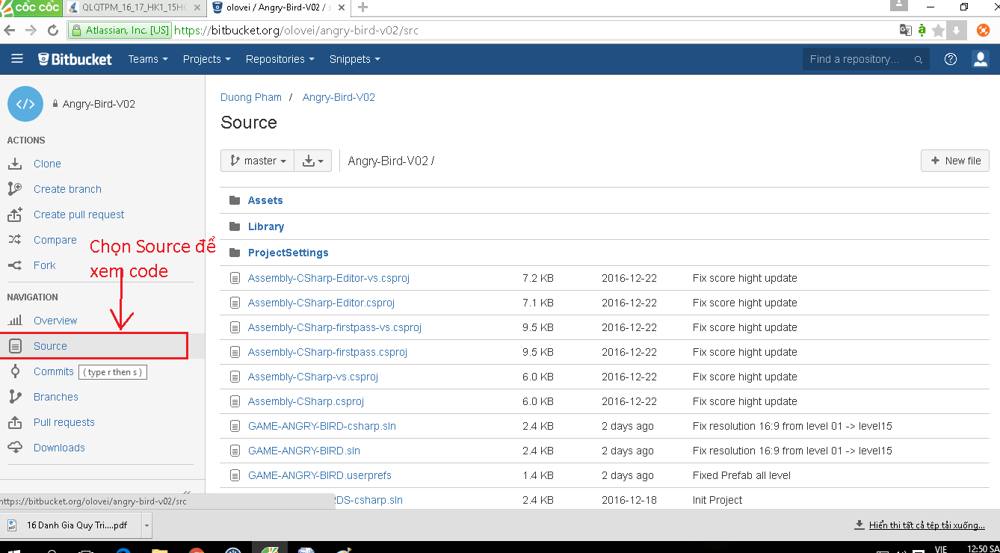 cốc cốc
QLQTPM_16_17_HK1_15HC
olovei / Angry-Bird-V02 / s
Atlassian, Inc. [US] https://bitbucket.org/olovei/angry-bird-v02/src
Bitbucket Teams Projects Repositories Snippets Find a repository...
Angry-Bird-V02
ACTIONS
Clone
Create branch
Create pull request
Compare
Fork
Chọn Source để
xem code
NAVIGATION
Overview
Source
Commits ( type r then s )
Branches
Pull requests
Downloads
https://bitbucket.org/olovei/angry-bird-v02/src
Duong Pham / Angry-Bird-V02
Source
master Angry-Bird-V02 / + New file
Assets
Library
ProjectSettings
Assembly-CSharp-Editor-vs.csproj 7.2 KB 2016-12-22 Fix score hight update
Assembly-CSharp-Editor.csproj 7.1 KB 2016-12-22 Fix score hight update
Assembly-CSharp-firstpass-vs.csproj 9.5 KB 2016-12-22 Fix score hight update
Assembly-CSharp-firstpass.csproj 9.5 KB 2016-12-22 Fix score hight update
Assembly-CSharp-vs.csproj 6.0 KB 2016-12-22 Fix score hight update
Assembly-CSharp.csproj 6.0 KB 2016-12-22 Fix score hight update
GAME-ANGRY-BIRD-csharp.sln 2.4 KB 2 days ago Fix resolution 16:9 from level 01 -> level15
GAME-ANGRY-BIRD.sln 2.4 KB 2 days ago Fix resolution 16:9 from level 01 -> level15
GAME-ANGRY-BIRD.userprefs 1.4 KB 2 days ago Fixed Prefab all level
RDS-csharp.sln 2.4 KB 2016-12-18 Init Project
16 Danh Gia Quy Tri....pdf Hiển thị tất cả tệp tải xuống...
VIE 12:50 SA